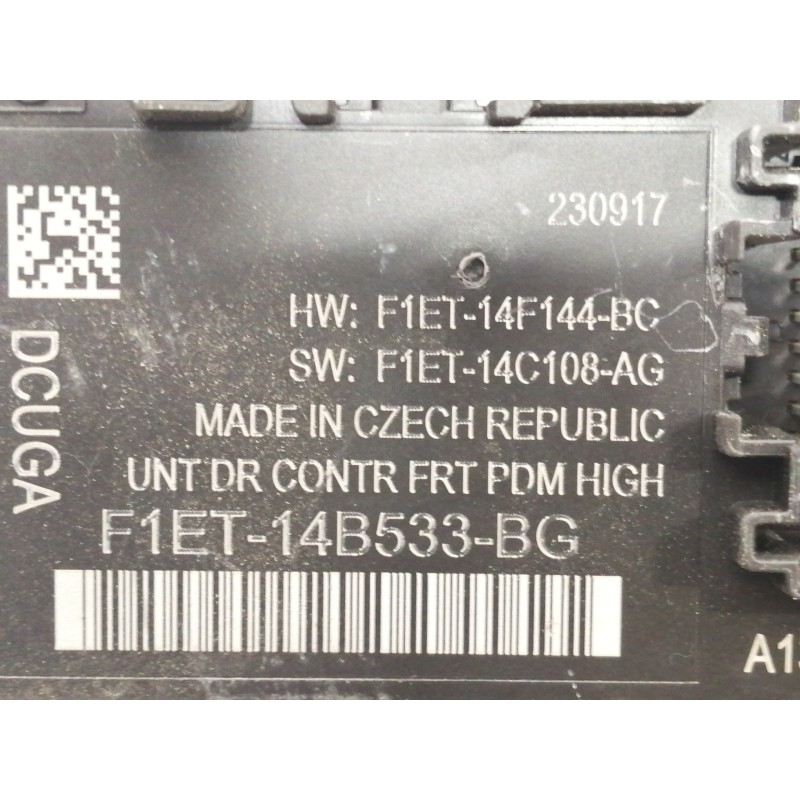 230917
HW: F1ET-14F144-BC
SW: F1ET-14C108-AG
MADE IN CZECH REPUBLIC
UNT DR CONTR FRT PDM HIGH
F1ET-14B533-BG
DCUGA